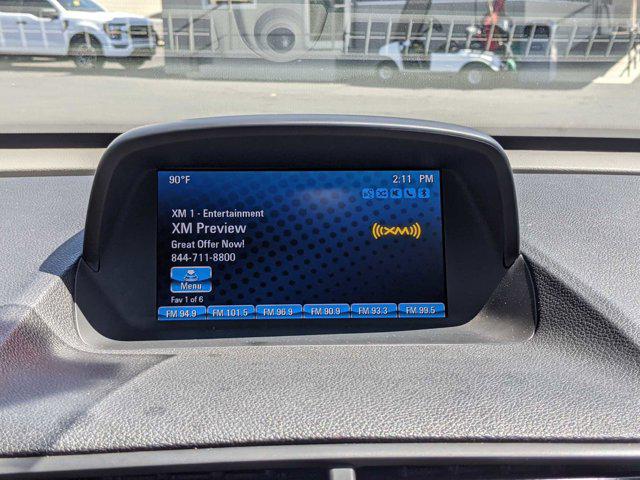 90°F 2:11 PM
XM 1 - Entertainment
XM Preview
Great Offer Now!
844-711-8800
((XM))
Menu
Fav 1 of 6
FM 94.9 FM 101.5 FM 96.9 FM 90.9 FM 93.3 FM 99.5